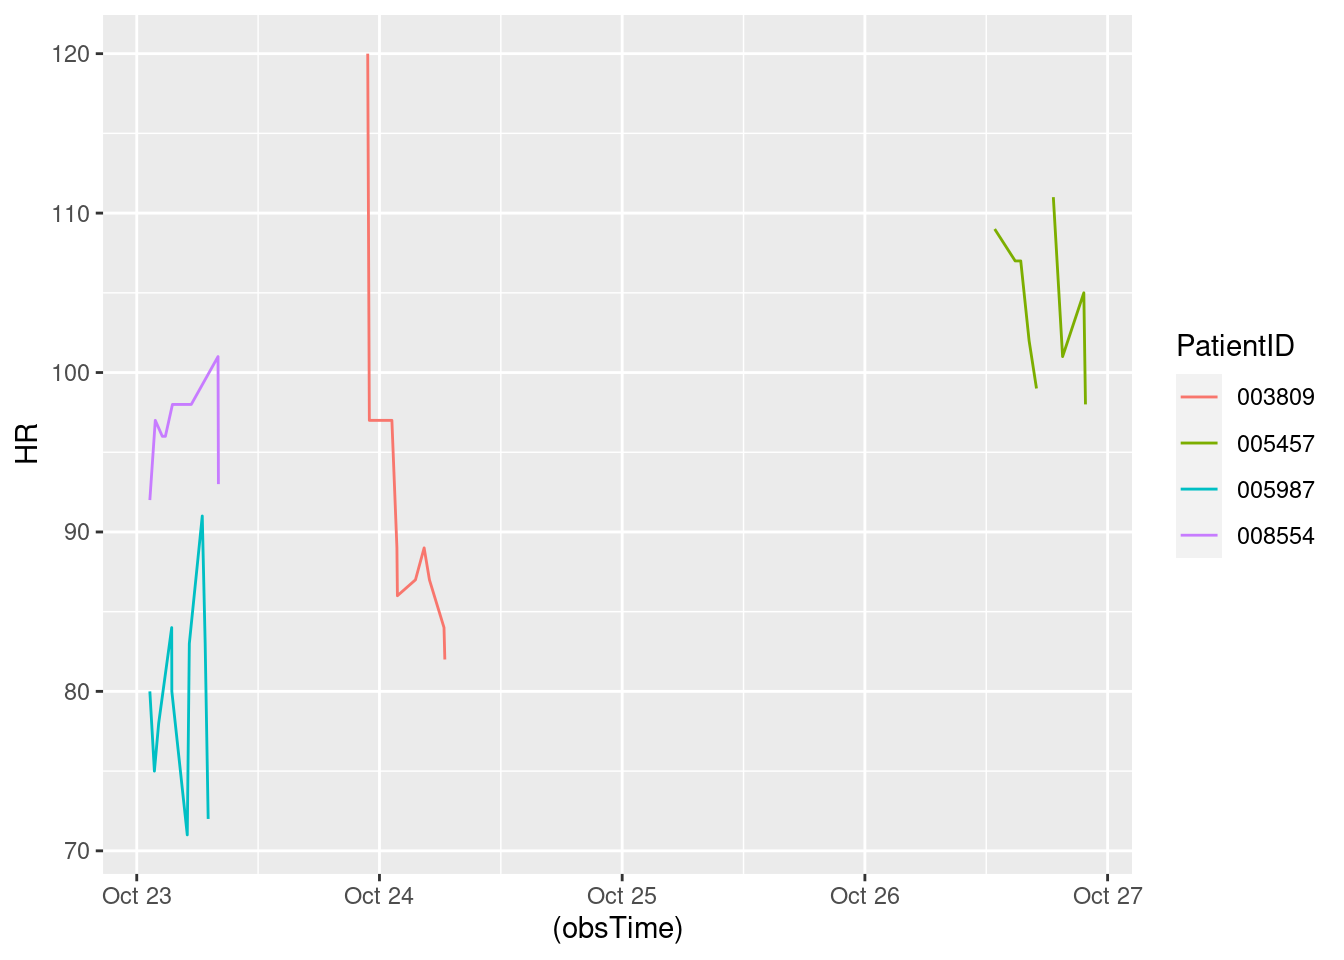 120
110
100
90
80
70
HR
Oct 23
Oct 24
Oct 25
Oct 26
Oct 27
(obsTime)
PatientID
003809
005457
005987
008554